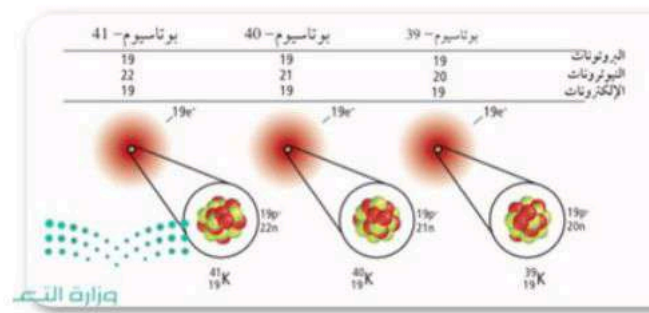 بوتاسيوم-39 بوتاسيوم-40 بوتاسيوم-41
البروتونات 19 19 19
النيوترونات 20 21 22
الإلكترونات 19 19 19
19e⁻ 19e⁻ 19e⁻
19p⁺ 19p⁺ 19p⁺
20n 21n 22n
³⁹₁₉K ⁴⁰₁₉K ⁴¹₁₉K
وزارة التعـ